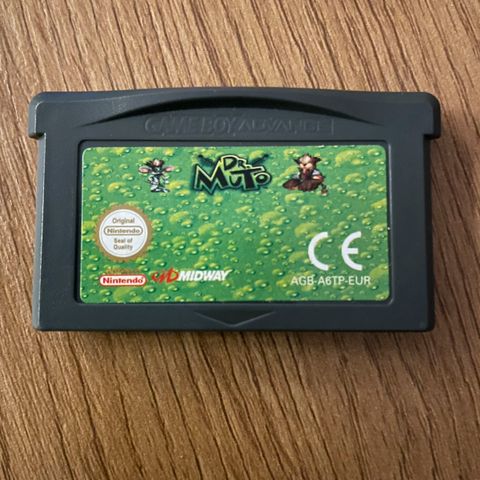 GAME BOY ADVANCE
DR.
MUTO
Original
Nintendo
Seal of
Quality
Nintendo
MIDWAY
CE
AGB-A6TP-EUR